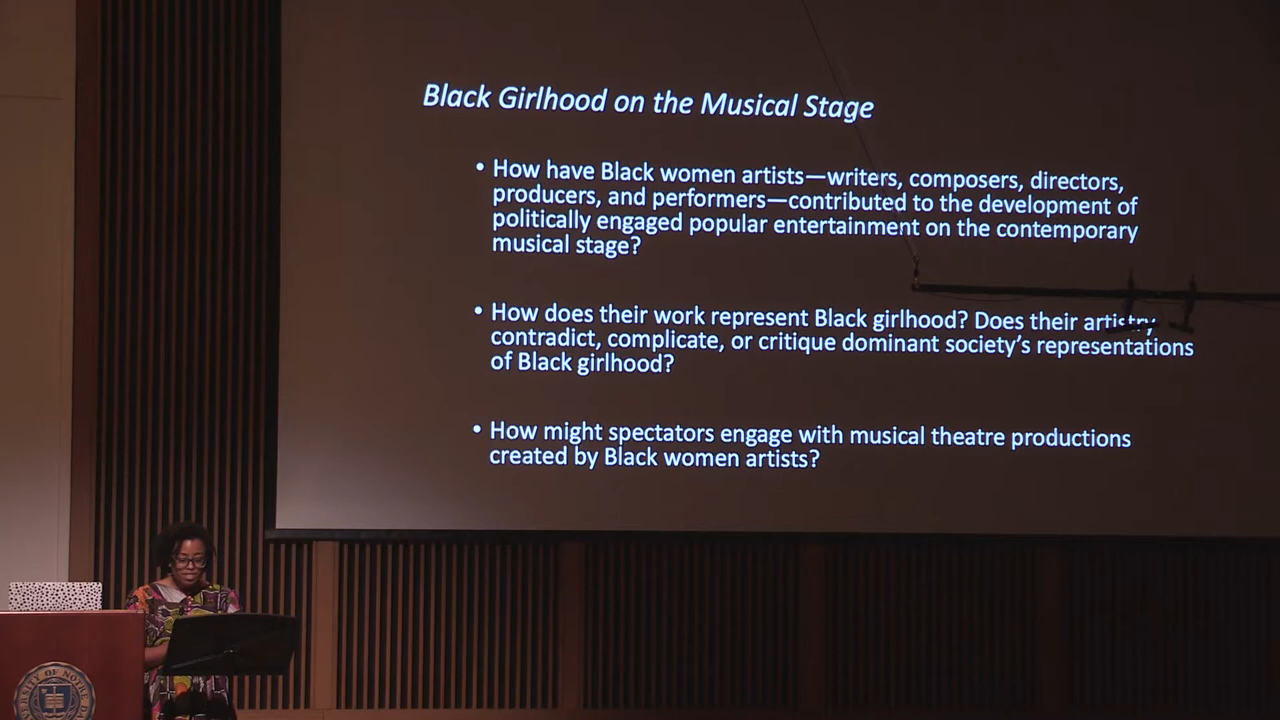 Black Girlhood on the Musical Stage
• How have Black women artists—writers, composers, directors,
producers, and performers—contributed to the development of
politically engaged popular entertainment on the contemporary
musical stage?
• How does their work represent Black girlhood? Does their artistry
contradict, complicate, or critique dominant society’s representations
of Black girlhood?
• How might spectators engage with musical theatre productions
created by Black women artists?
OF NOTRE